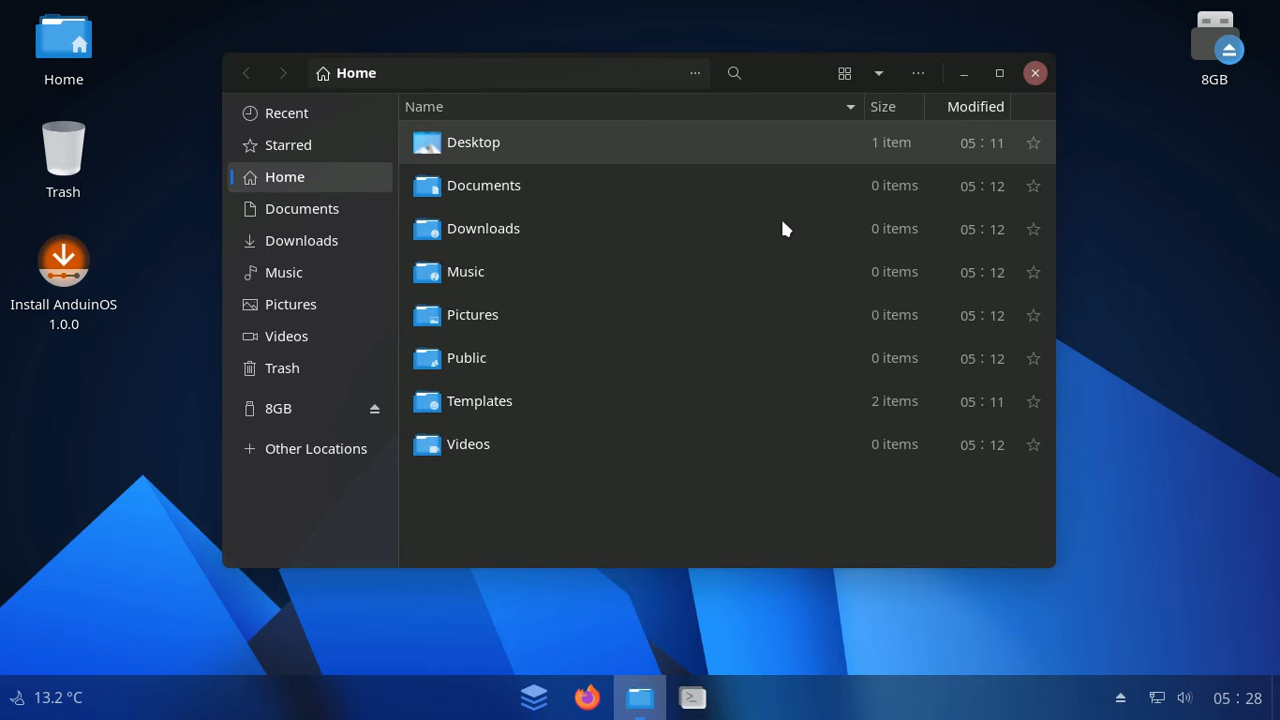 Home
8GB
Trash
Install AnduinOS
1.0.0
Home
Name
Size
Modified
Recent
Starred
Home
Documents
Downloads
Music
Pictures
Videos
Trash
8GB
Other Locations
Desktop 1 item 05 : 11
Documents 0 items 05 : 12
Downloads 0 items 05 : 12
Music 0 items 05 : 12
Pictures 0 items 05 : 12
Public 0 items 05 : 12
Templates 2 items 05 : 11
Videos 0 items 05 : 12
13.2 °C
05 : 28